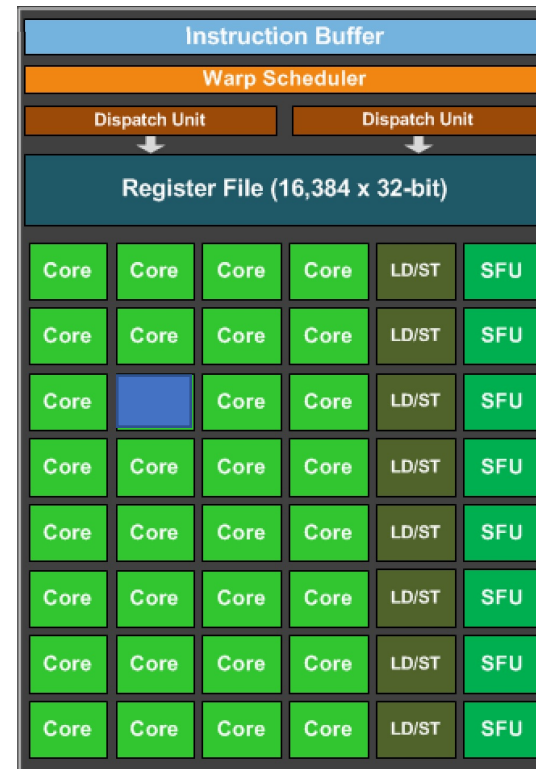 Instruction Buffer
Warp Scheduler
Dispatch Unit Dispatch Unit
Register File (16,384 x 32-bit)
Core Core Core Core LD/ST SFU
Core Core Core Core LD/ST SFU
Core Core Core LD/ST SFU
Core Core Core Core LD/ST SFU
Core Core Core Core LD/ST SFU
Core Core Core Core LD/ST SFU
Core Core Core Core LD/ST SFU
Core Core Core Core LD/ST SFU